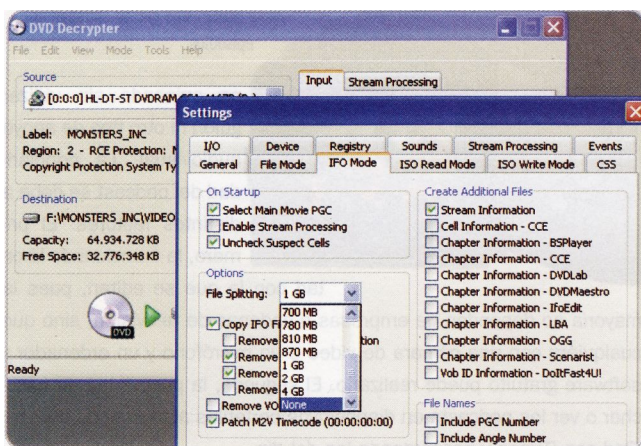 DVD Decrypter
File Edit View Mode Tools Help
Source
[0:0:0] HL-DT-ST DVDRAM
Label: MONSTERS_INC
Region: 2 - RCE Protection:
Copyright Protection System Ty
Destination
F:\MONSTERS_INC\VIDEO
Capacity: 64.934.728 KB
Free Space: 32.776.348 KB
DVD
Ready
Input Stream Processing
Settings
I/O Device Registry Sounds Stream Processing Events
General File Mode IFO Mode ISO Read Mode ISO Write Mode CSS
On Startup
Select Main Movie PGC
Enable Stream Processing
Uncheck Suspect Cells
Options
File Splitting: 1 GB
700 MB
780 MB
810 MB
870 MB
1 GB
2 GB
4 GB
None
Copy IFO Fi
Remove
Remove
Remove
Remove VO
Patch M2V Timecode (00:00:00:00)
Create Additional Files
Stream Information
Cell Information - CCE
Chapter Information - BSPlayer
Chapter Information - CCE
Chapter Information - DVDLab
Chapter Information - DVDMaestro
Chapter Information - IfoEdit
Chapter Information - LBA
Chapter Information - OGG
Chapter Information - Scenarist
Vob ID Information - DoItFast4U!
File Names
Include PGC Number
Include Angle Number